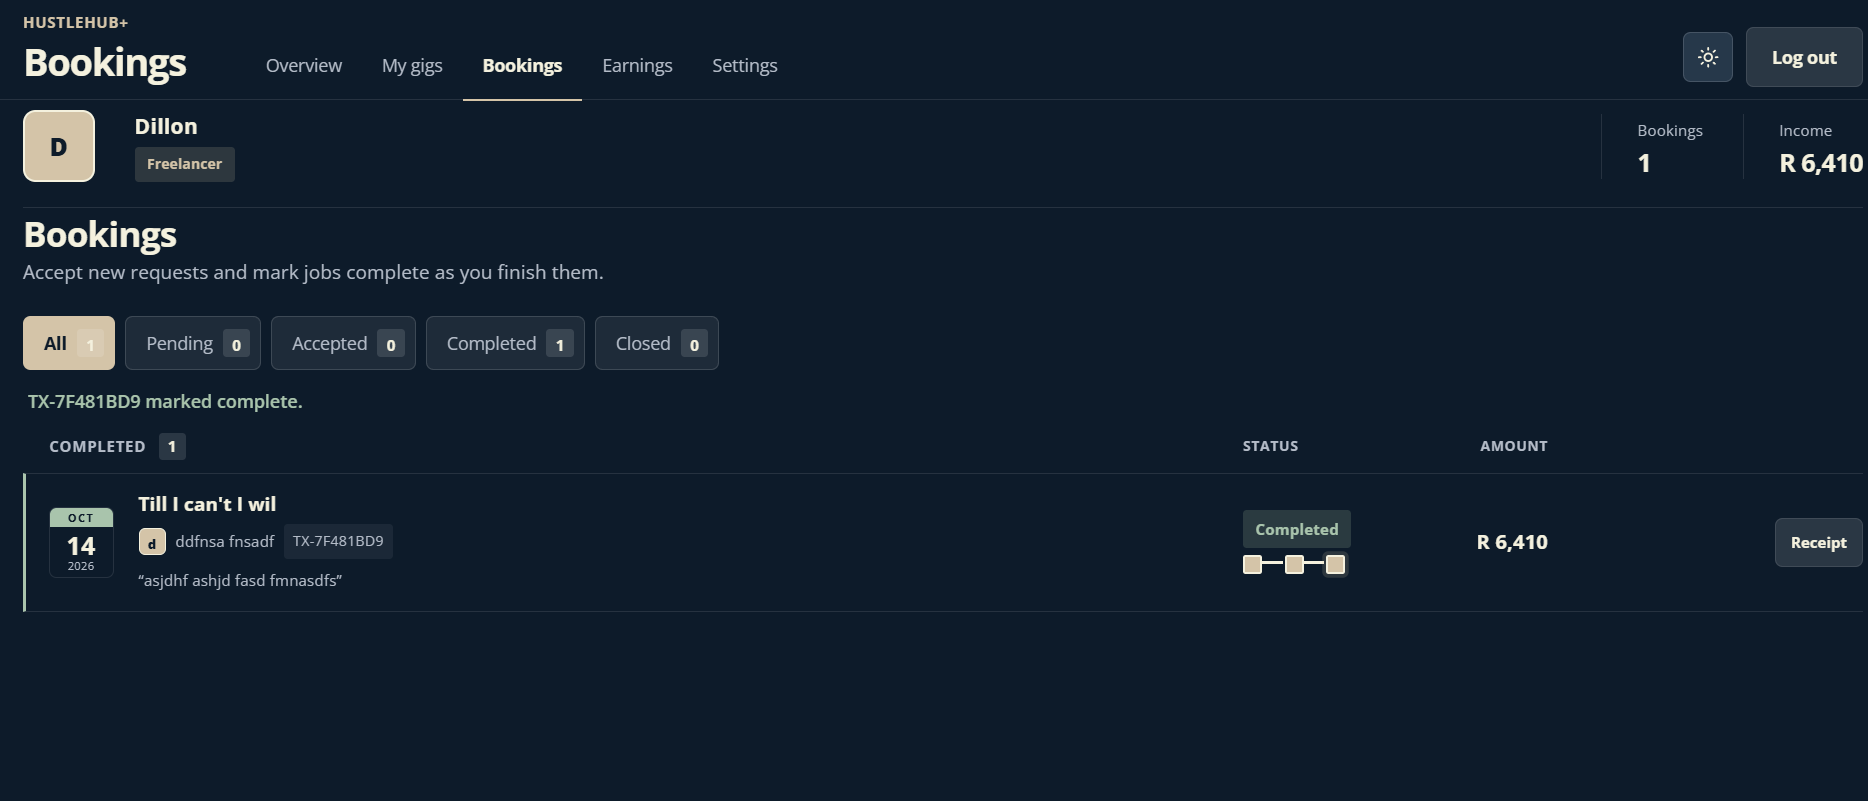 HUSTLEHUB+
Bookings
Overview
My gigs
Bookings
Earnings
Settings
Log out
D
Dillon
Freelancer
Bookings
1
Income
R 6,410
Bookings
Accept new requests and mark jobs complete as you finish them.
All 1
Pending 0
Accepted 0
Completed 1
Closed 0
TX-7F481BD9 marked complete.
COMPLETED 1
STATUS
AMOUNT
OCT
14
2026
Till I can't I wil
d ddfnsa fnsadf TX-7F481BD9
“asjdhf ashjd fasd fmnasdfs”
Completed
R 6,410
Receipt